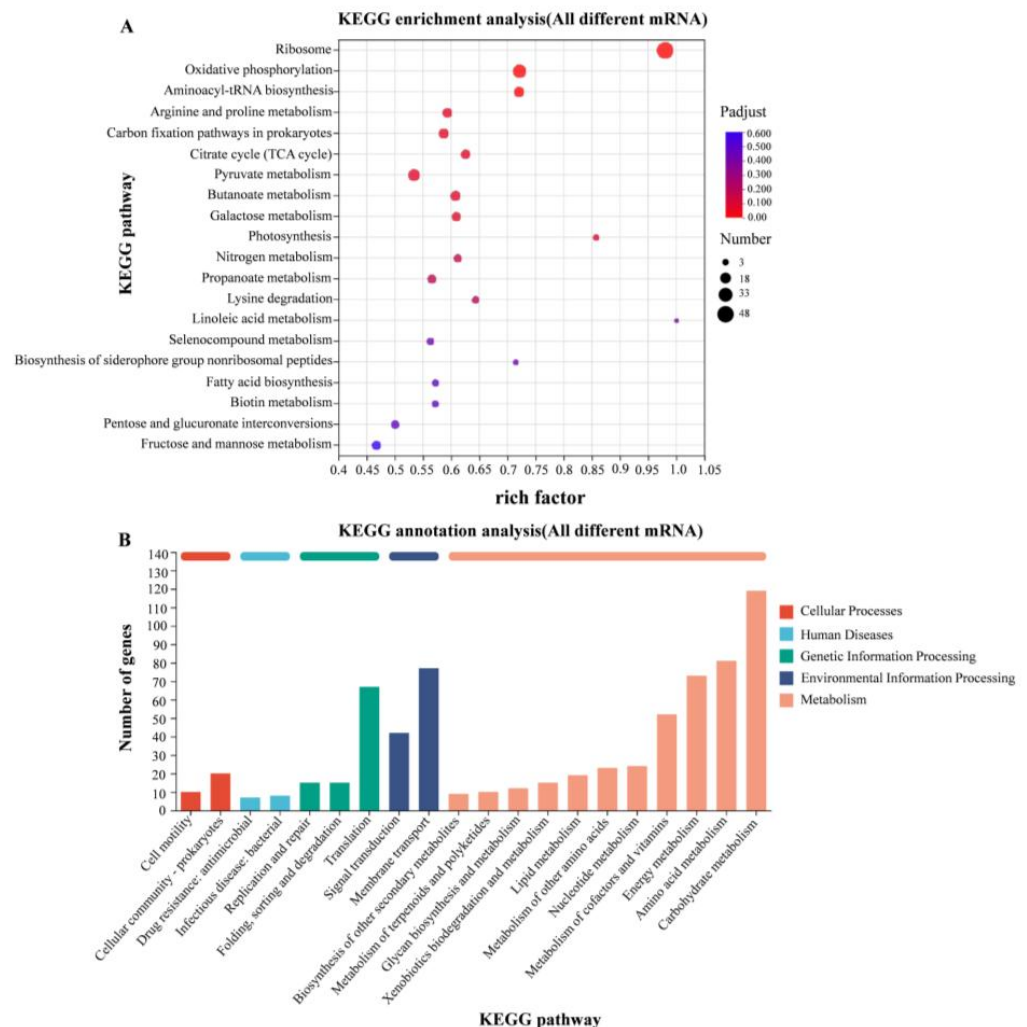 A
KEGG enrichment analysis(All different mRNA)
KEGG pathway
Ribosome
Oxidative phosphorylation
Aminoacyl-tRNA biosynthesis
Arginine and proline metabolism
Carbon fixation pathways in prokaryotes
Citrate cycle (TCA cycle)
Pyruvate metabolism
Butanoate metabolism
Galactose metabolism
Photosynthesis
Nitrogen metabolism
Propanoate metabolism
Lysine degradation
Linoleic acid metabolism
Selenocompound metabolism
Biosynthesis of siderophore group nonribosomal peptides
Fatty acid biosynthesis
Biotin metabolism
Pentose and glucuronate interconversions
Fructose and mannose metabolism
0.4 0.45 0.5 0.55 0.6 0.65 0.7 0.75 0.8 0.85 0.9 0.95 1.0 1.05
rich factor
Padjust
0.600
0.500
0.400
0.300
0.200
0.100
0.00
Number
3
18
33
48
B
KEGG annotation analysis(All different mRNA)
Number of genes
140
130
120
110
100
90
80
70
60
50
40
30
20
10
0
Cell motility
Cellular community - prokaryotes
Drug resistance: antimicrobial
Infectious disease: bacterial
Replication and repair
Folding, sorting and degradation
Translation
Signal transduction
Membrane transport
Biosynthesis of other secondary metabolites
Metabolism of terpenoids and polyketides
Glycan biosynthesis and metabolism
Xenobiotics biodegradation and metabolism
Lipid metabolism
Metabolism of other amino acids
Nucleotide metabolism
Metabolism of cofactors and vitamins
Energy metabolism
Amino acid metabolism
Carbohydrate metabolism
KEGG pathway
Cellular Processes
Human Diseases
Genetic Information Processing
Environmental Information Processing
Metabolism